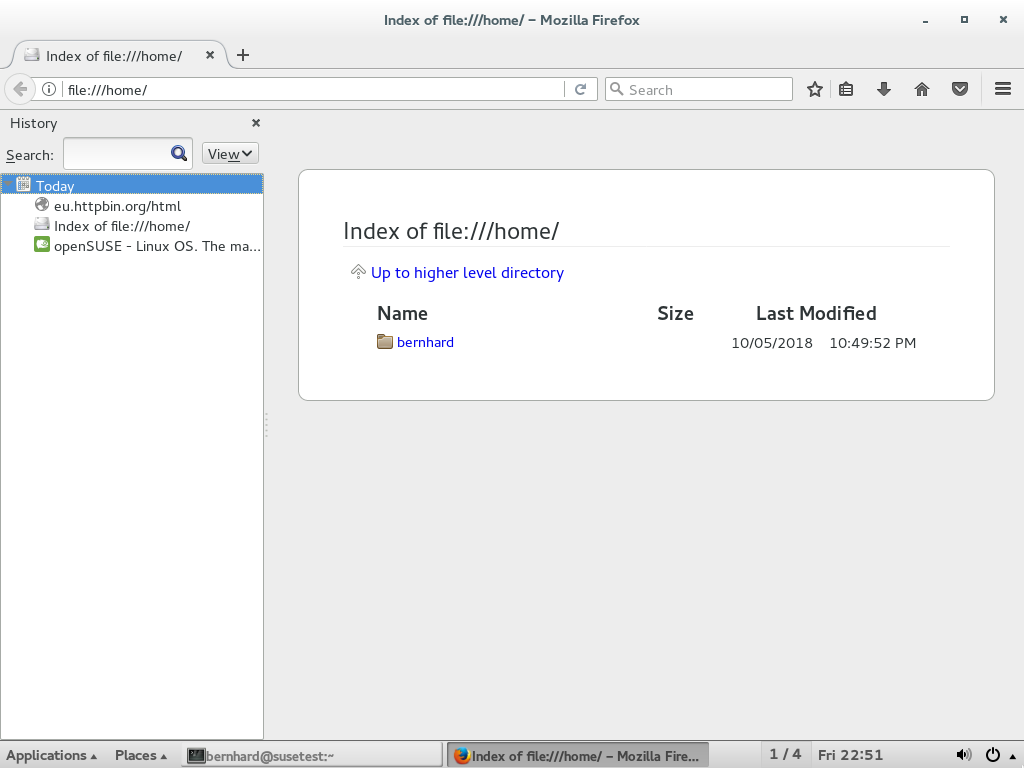 Index of file:///home/ – Mozilla Firefox
Index of file:///home/
file:///home/
Search
History
Search:
View
Today
eu.httpbin.org/html
Index of file:///home/
openSUSE - Linux OS. The ma...
Index of file:///home/
Up to higher level directory
Name Size Last Modified
bernhard 10/05/2018 10:49:52 PM
Applications Places bernhard@susetest:~ Index of file:///home/ – Mozilla Fire... 1 / 4 Fri 22:51